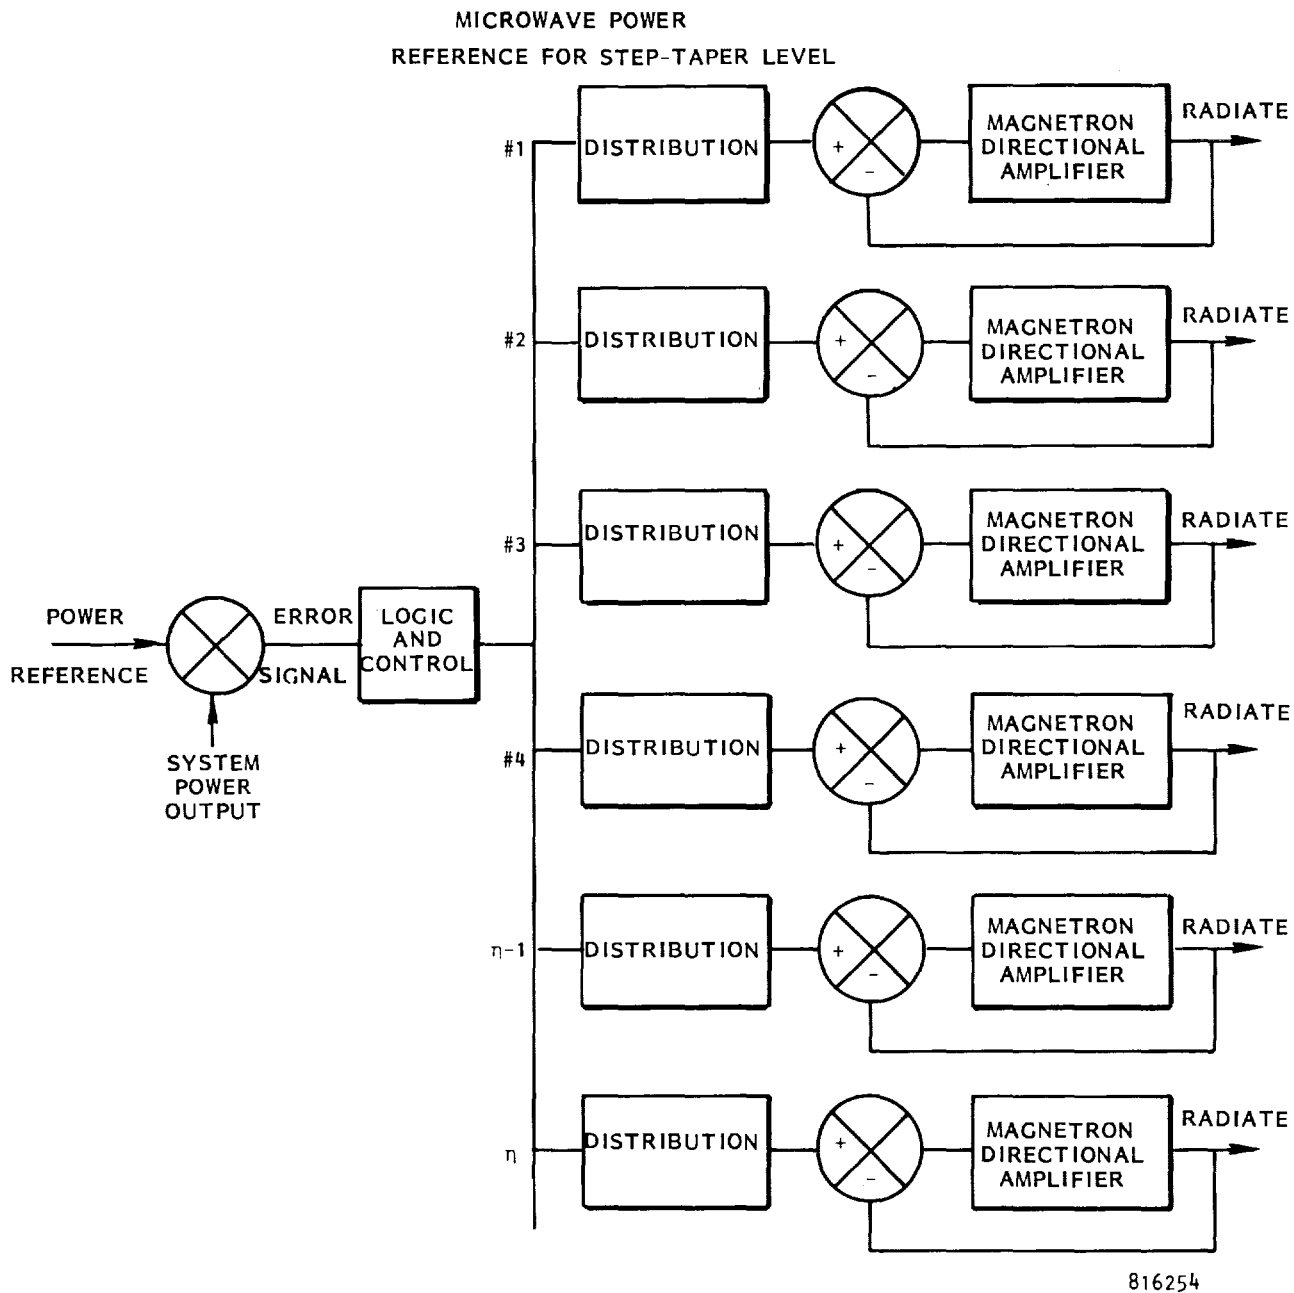 MICROWAVE POWER
REFERENCE FOR STEP-TAPER LEVEL
#1
DISTRIBUTION
+
-
MAGNETRON
DIRECTIONAL
AMPLIFIER
RADIATE
#2
DISTRIBUTION
+
-
MAGNETRON
DIRECTIONAL
AMPLIFIER
RADIATE
#3
DISTRIBUTION
+
-
MAGNETRON
DIRECTIONAL
AMPLIFIER
RADIATE
POWER
REFERENCE
ERROR
SIGNAL
LOGIC
AND
CONTROL
SYSTEM
POWER
OUTPUT
#4
DISTRIBUTION
+
-
MAGNETRON
DIRECTIONAL
AMPLIFIER
RADIATE
η-1
DISTRIBUTION
+
-
MAGNETRON
DIRECTIONAL
AMPLIFIER
RADIATE
η
DISTRIBUTION
+
-
MAGNETRON
DIRECTIONAL
AMPLIFIER
RADIATE
816254